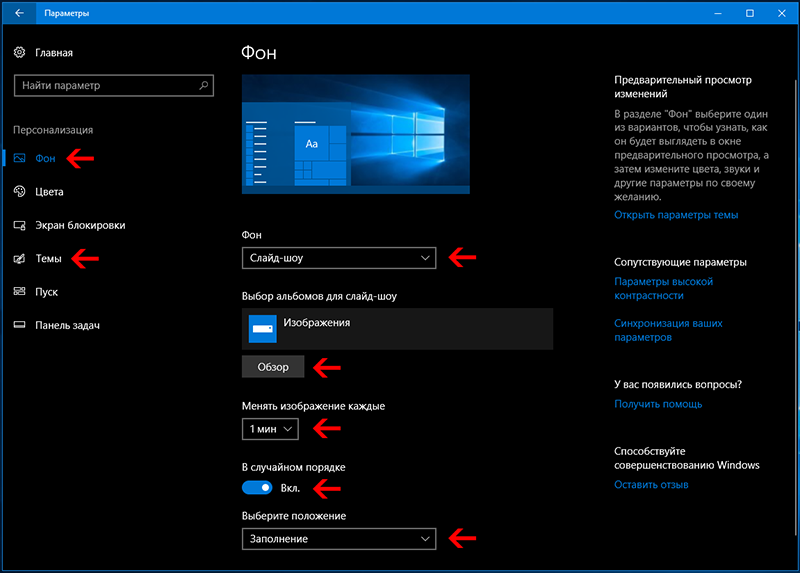 Параметры
Главная
Найти параметр
Персонализация
Фон
Цвета
Экран блокировки
Темы
Пуск
Панель задач
Фон
Aa
Фон
Слайд-шоу
Выбор альбомов для слайд-шоу
Изображения
Обзор
Менять изображение каждые
1 мин
В случайном порядке
Вкл.
Выберите положение
Заполнение
Предварительный просмотр
изменений
В разделе "Фон" выберите один
из вариантов, чтобы узнать, как
он будет выглядеть в окне
предварительного просмотра, а
затем измените цвета, звуки и
другие параметры по своему
желанию.
Открыть параметры темы
Сопутствующие параметры
Параметры высокой
контрастности
Синхронизация ваших
параметров
У вас появились вопросы?
Получить помощь
Способствуйте
совершенствованию Windows
Оставить отзыв